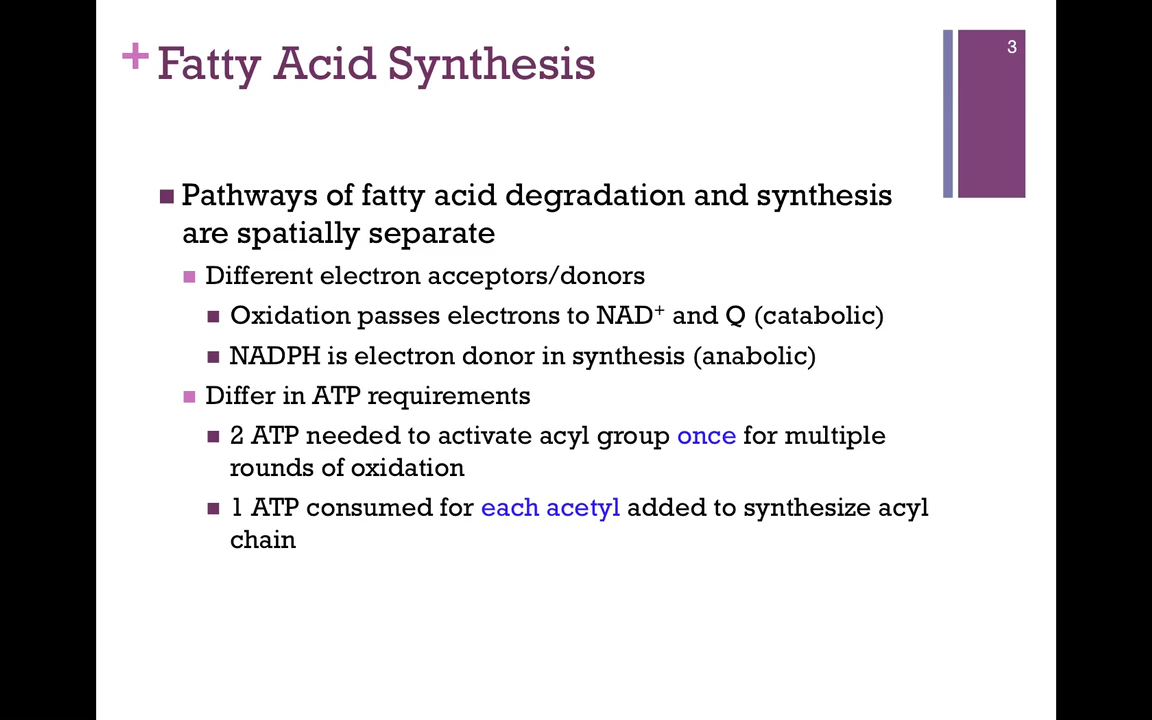 + Fatty Acid Synthesis
3
Pathways of fatty acid degradation and synthesis
are spatially separate
Different electron acceptors/donors
Oxidation passes electrons to NAD⁺ and Q (catabolic)
NADPH is electron donor in synthesis (anabolic)
Differ in ATP requirements
2 ATP needed to activate acyl group once for multiple
rounds of oxidation
1 ATP consumed for each acetyl added to synthesize acyl
chain